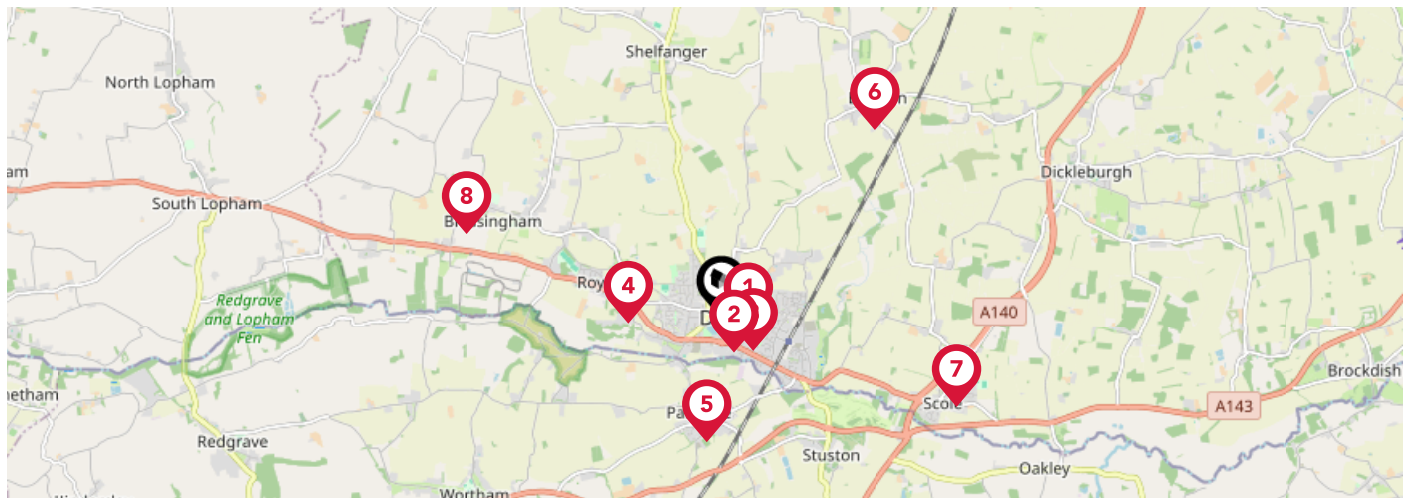 Shelfanger
North Lopham
6
Dickleburgh
8
South Lopham
1
4
2
Redgrave
and Lopham
Fen
A140
7
Brockdish
5
A143
Redgrave
Stuston
Oakley
Wortham